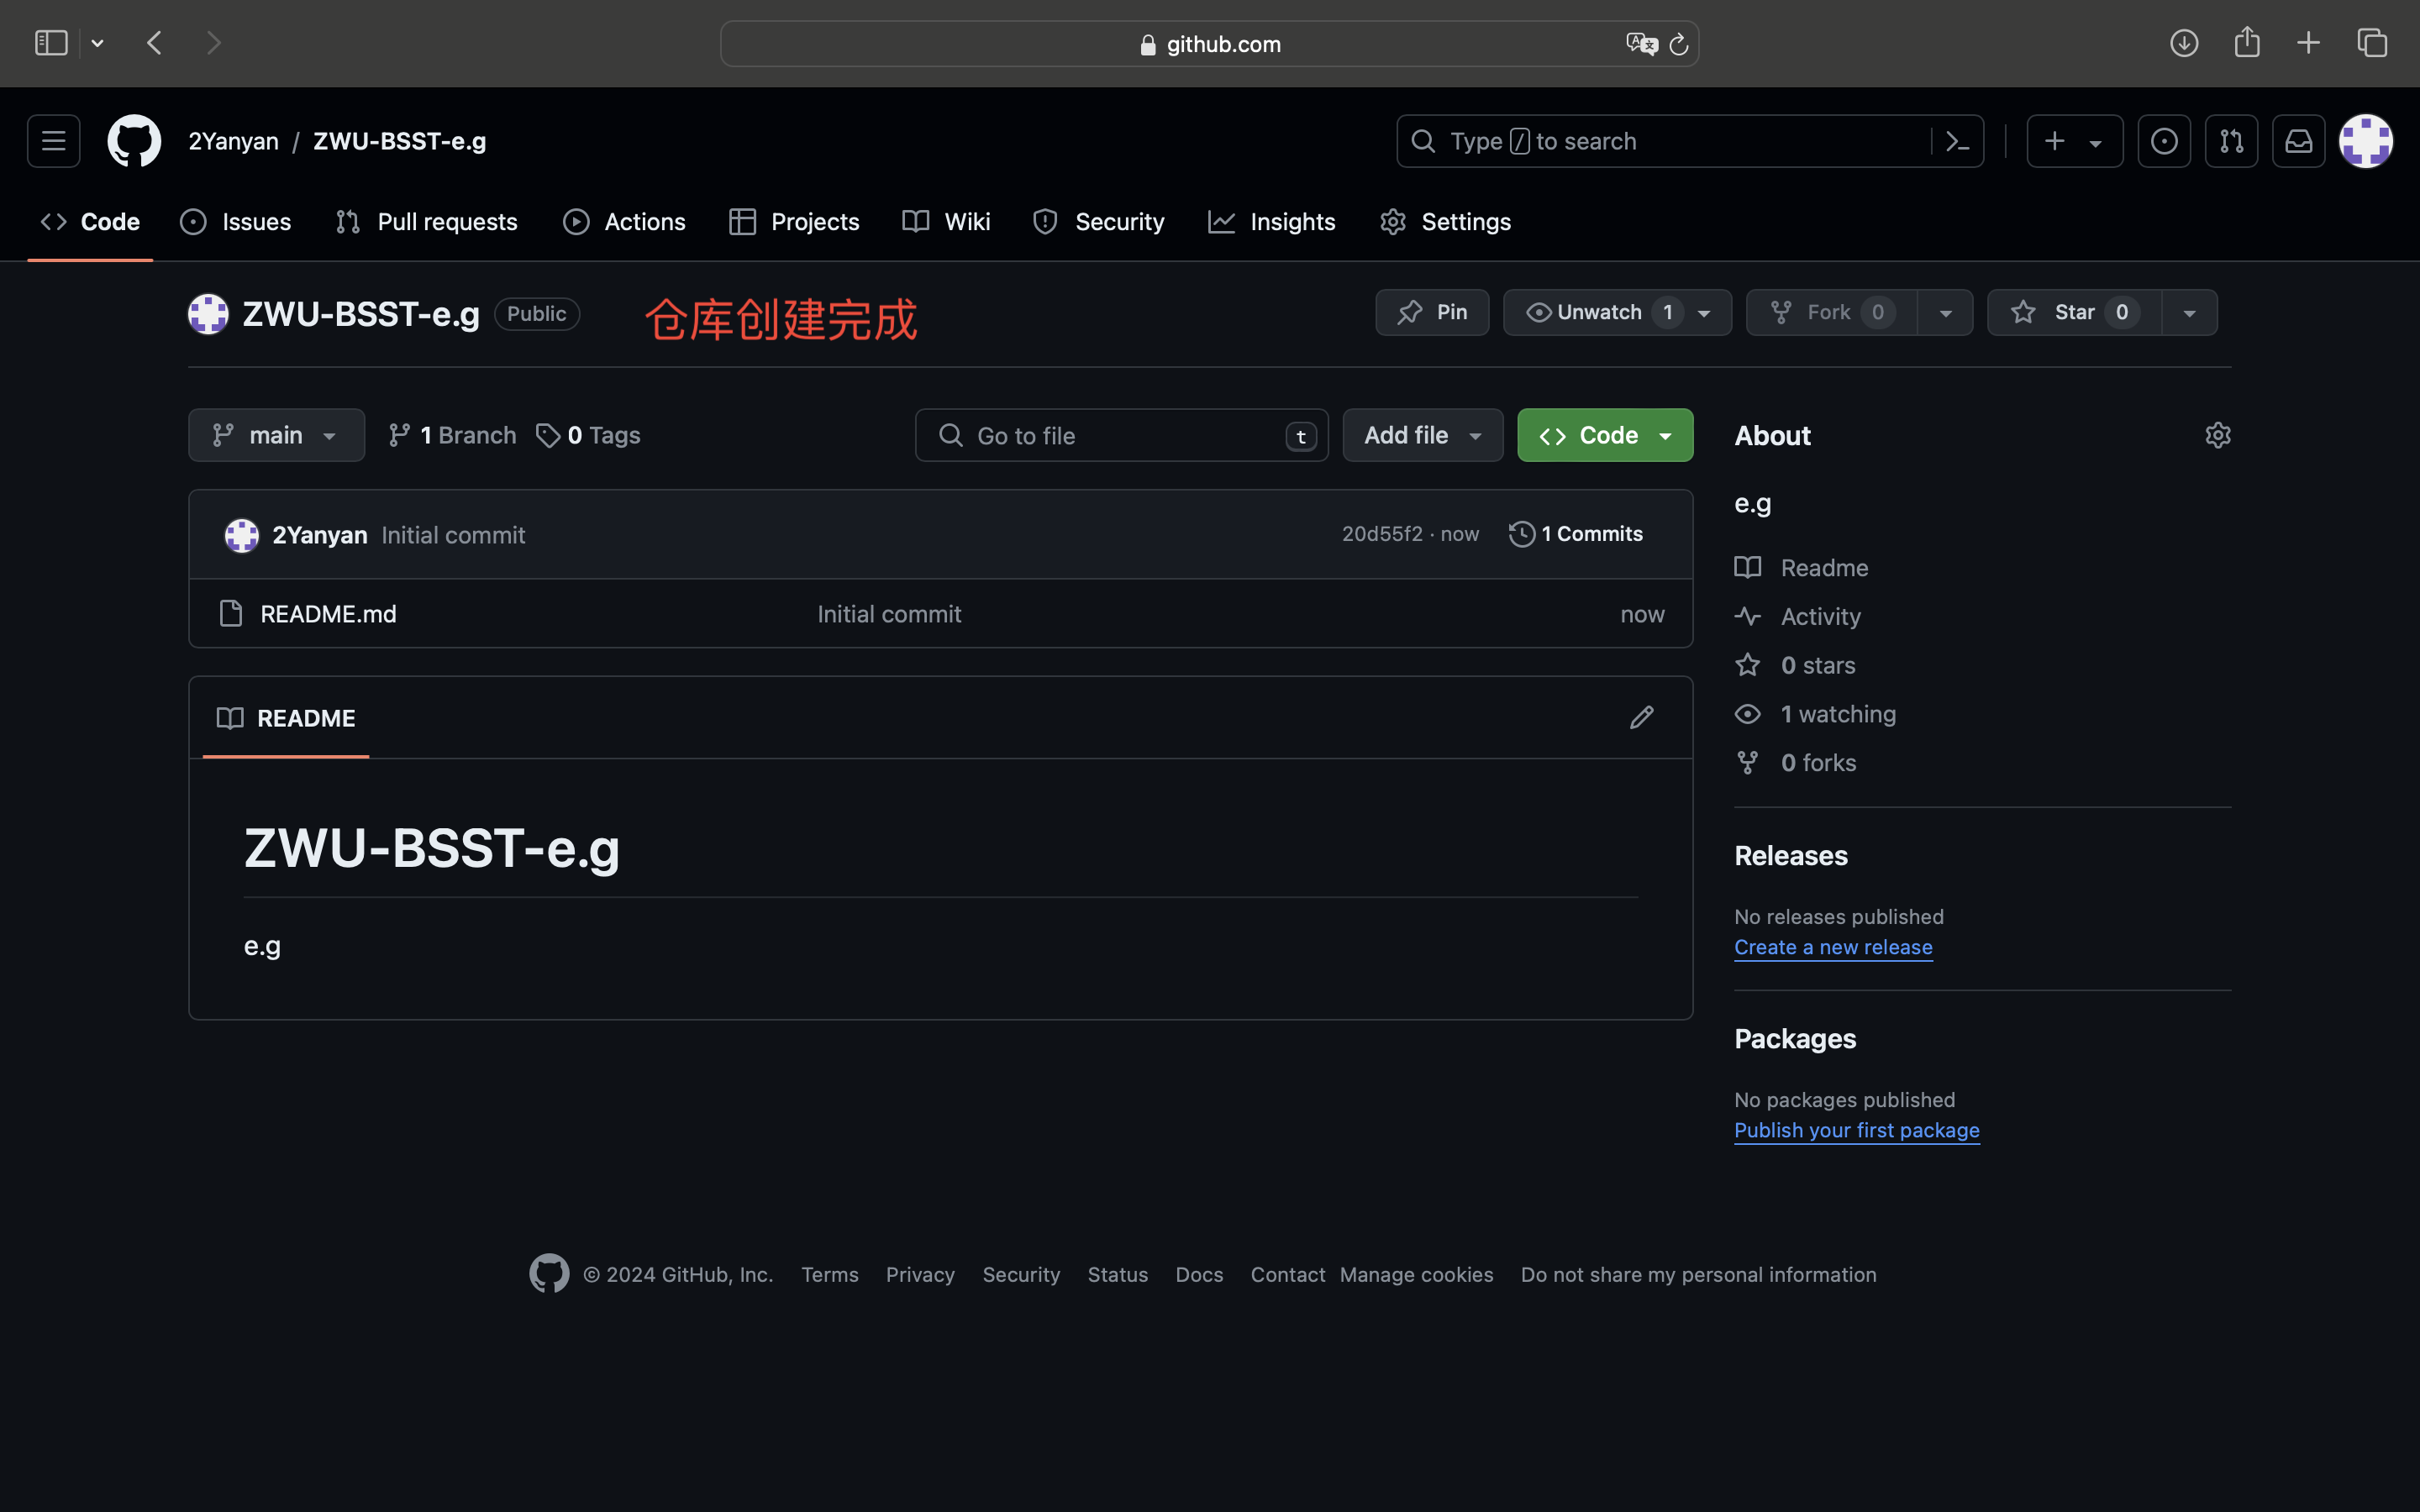 github.com
2Yanyan / ZWU-BSST-e.g
Type / to search
Code Issues Pull requests Actions Projects Wiki Security Insights Settings
ZWU-BSST-e.g Public 仓库创建完成 Pin Unwatch 1 Fork 0 Star 0
main 1 Branch 0 Tags Go to file t Add file Code
About
e.g
2Yanyan Initial commit 20d55f2 · now 1 Commits
README.md Initial commit now
Readme
Activity
0 stars
1 watching
0 forks
README
ZWU-BSST-e.g
e.g
Releases
No releases published
Create a new release
Packages
No packages published
Publish your first package
© 2024 GitHub, Inc. Terms Privacy Security Status Docs Contact Manage cookies Do not share my personal information